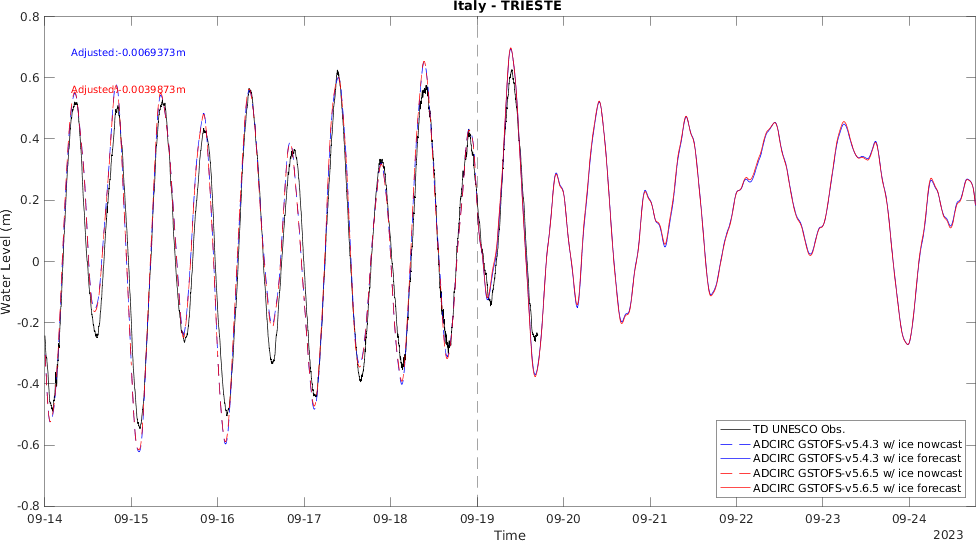 Italy - TRIESTE
Adjusted:-0.0069373m
Adjusted:-0.0039873m
Water Level (m)
0.8
0.6
0.4
0.2
0
-0.2
-0.4
-0.6
-0.8
TD UNESCO Obs.
ADCIRC GSTOFS-v5.4.3 w/ ice nowcast
ADCIRC GSTOFS-v5.4.3 w/ ice forecast
ADCIRC GSTOFS-v5.6.5 w/ ice nowcast
ADCIRC GSTOFS-v5.6.5 w/ ice forecast
09-14 09-15 09-16 09-17 09-18 09-19 09-20 09-21 09-22 09-23 09-24
Time
2023